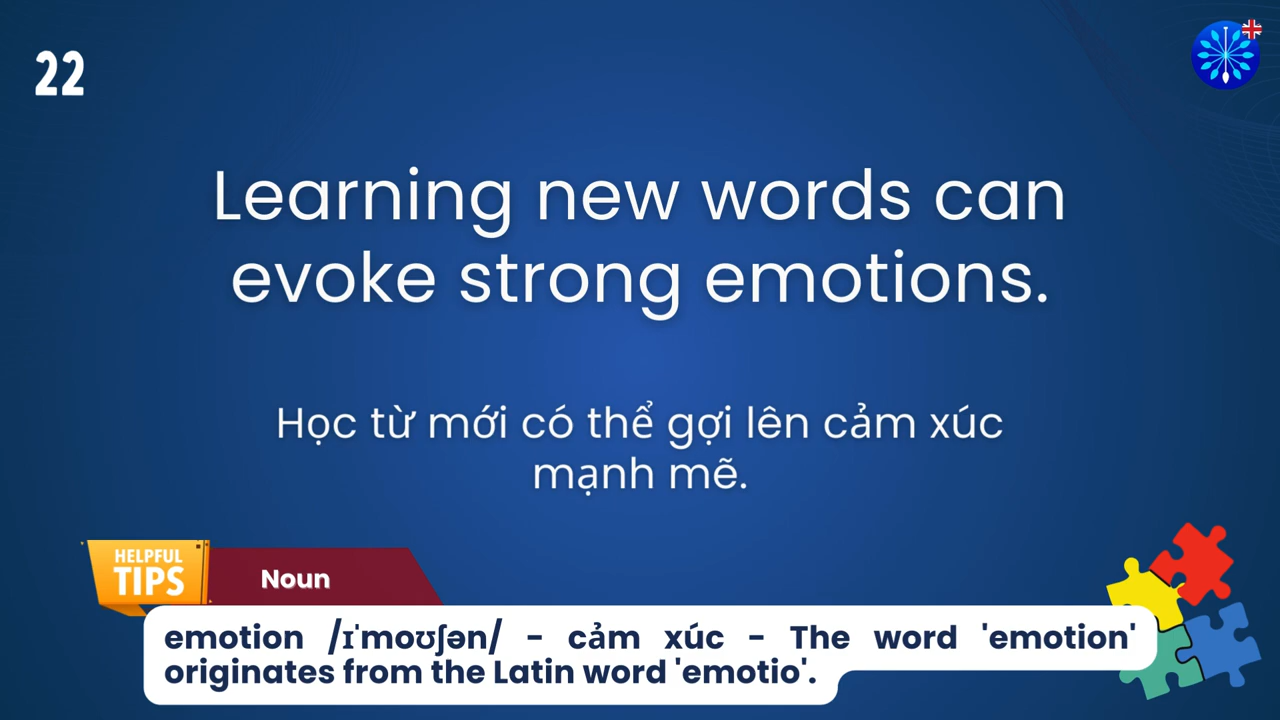 22
Learning new words can
evoke strong emotions.
Học từ mới có thể gợi lên cảm xúc
mạnh mẽ.
HELPFUL
TIPS
Noun
emotion /ɪˈmoʊʃən/ - cảm xúc - The word 'emotion'
originates from the Latin word 'emotio'.